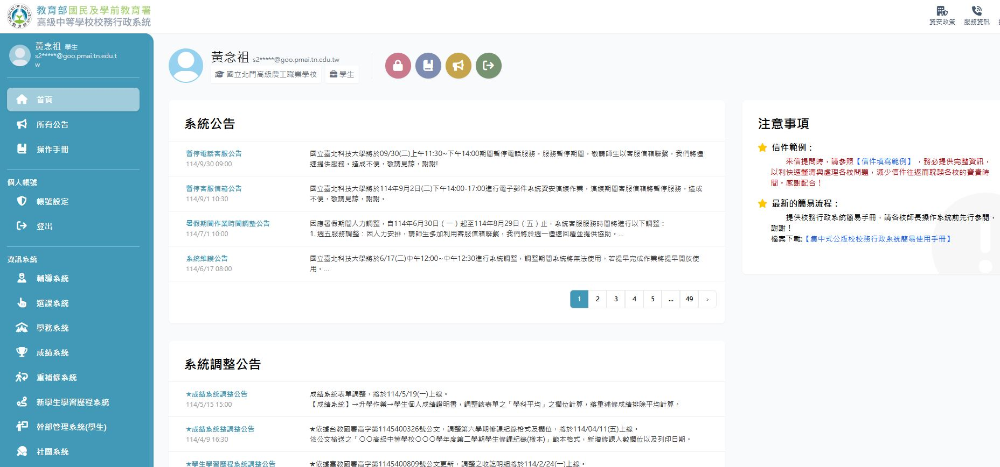 教育部國民及學前教育署
高級中等學校校務行政系統
資安政策
服務資訊
黃念祖 學生
s2*****@goo.pmai.tn.edu.t
w
首頁
所有公告
操作手冊
個人帳號
帳號設定
登出
資訊系統
輔導系統
選課系統
學務系統
成績系統
重補修系統
新學生學習歷程系統
幹部管理系統(學生)
社團系統
黃念祖 s2*****@goo.pmai.tn.edu.tw
國立北門高級農工職業學校
學生
系統公告
暫停電話客服公告
114/9/30 09:00
國立臺北科技大學將於09/30(二)上午11:30~下午14:00期間暫停電話服務。服務暫停期間，敬請師生以客服信箱聯繫，我們將儘
速提供服務。造成不便，敬請見諒，謝謝!
暫停客服信箱公告
114/9/1 10:30
國立臺北科技大學將於114年9月2日(二)下午14:00-17:00進行電子郵件系統資安演練作業，演練期間客服信箱將暫停服務。造成
不便，敬請見諒，謝謝。
暑假期間作業時間調整公告
114/7/1 10:00
因應暑假期間人力調整，自114年6月30日（一）起至114年8月29日（五）止，系統客服服務時間將進行以下調整：
1. 週五服務調整：因人力安排，請師生多加利用客服信箱聯繫，我們將於週一儘速回覆並提供協助。...
系統維護公告
114/6/17 08:00
國立臺北科技大學將於6/17(二)中午12:00~中午12:30進行系統調整，調整期間系統將無法使用。若提早完成作業將提早開放使
用。...
1 2 3 4 5 ... 49 >
系統調整公告
★成績系統調整公告
114/5/15 15:00
成績系統表單調整，將於114/5/19(一)上線。
【成績系統】→升學作業→學生個人成績證明書，調整該表單之「學科平均」之欄位計算，將重補修成績排除平均計算。
★成績系統整調整公告
114/4/9 16:30
★依據台教國署高字第1145400326號公文，調整第六學期修課紀錄格式及欄位，將於114/04/11(五)上線。
依公文檢送之「○○高級中等學校○○○學年度第二學期學生修課紀錄(樣本)」範本格式，新增修課人數欄位以及列印日期。
★學生學習歷程系統調整公告
★依據臺教國署高字第1145400809號公文更新，調整之收訖明細將於114/2/24(一)上線。
注意事項
信件範例：
來信提問時，請參照【信件填寫範例】，務必提供完整資訊，
以利快速釐清與處理各校問題，減少信件往返而耽誤各校的寶貴時
間。感謝配合！
最新的簡易流程：
提供校務行政系統簡易手冊，請各校師長操作系統前先行參閱，
謝謝！
檔案下載:【集中式公版校務行政系統簡易使用手冊】